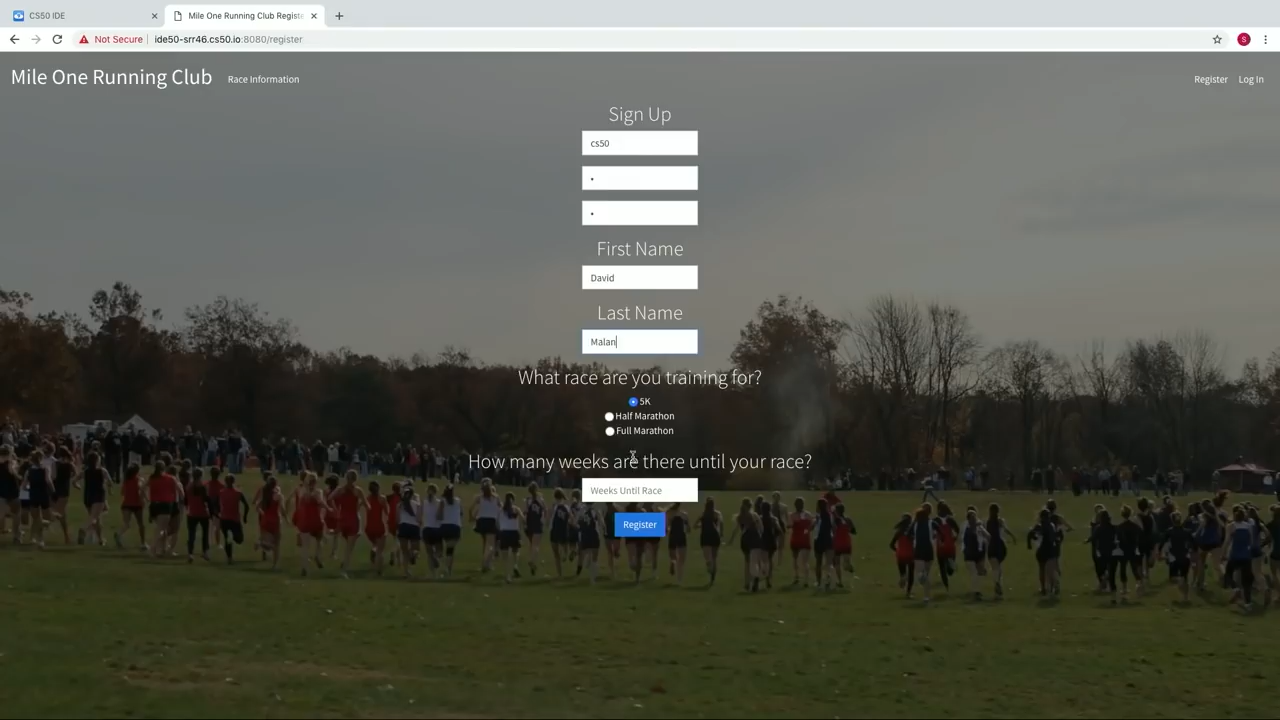 CS50 IDE
Mile One Running Club Registe
Not Secure
ide50-srr46.cs50.io:8080/register
S
Mile One Running Club
Race Information
Register
Log In
Sign Up
cs50
•
•
First Name
David
Last Name
Malan
What race are you training for?
5K
Half Marathon
Full Marathon
How many weeks are there until your race?
Weeks Until Race
Register